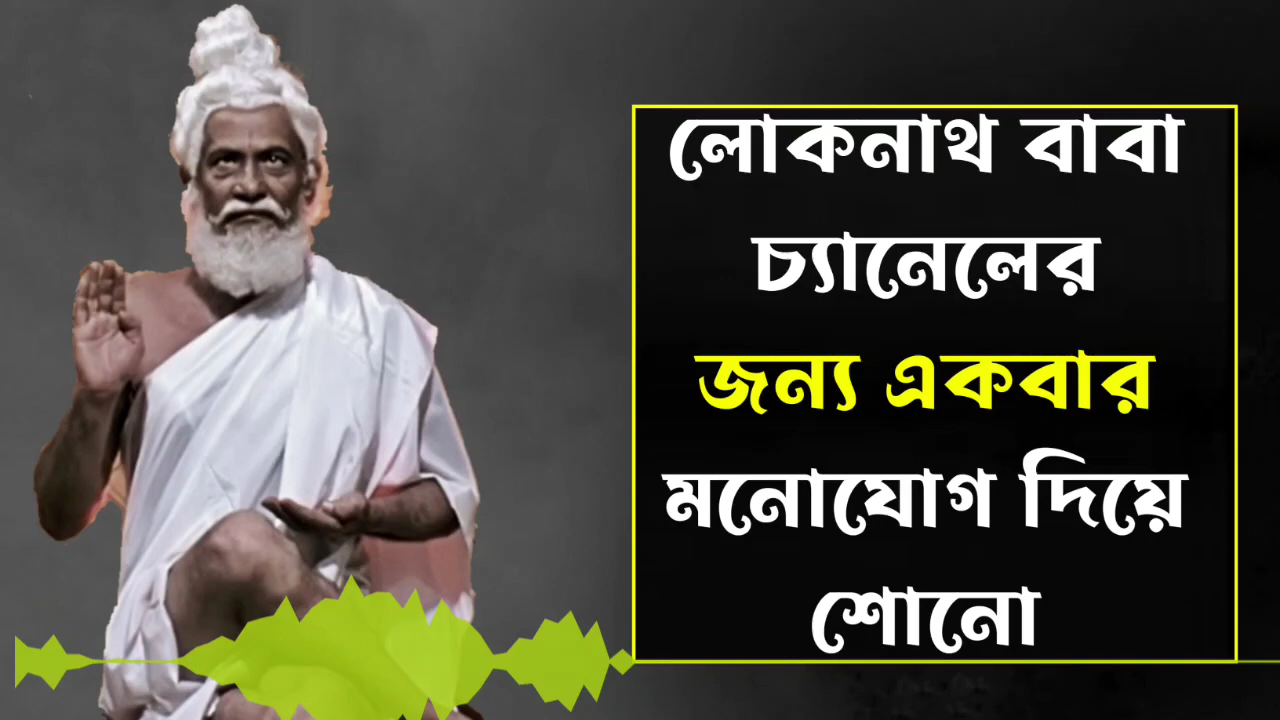 লোকনাথ বাবা
চ্যানেলের
জন্য একবার
মনোযোগ দিয়ে
শোনো